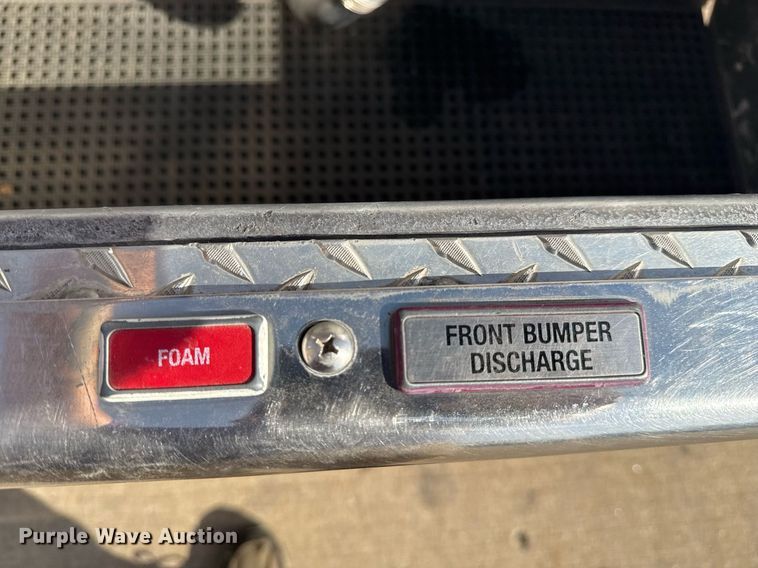 FOAM
FRONT BUMPER
DISCHARGE
Purple Wave Auction